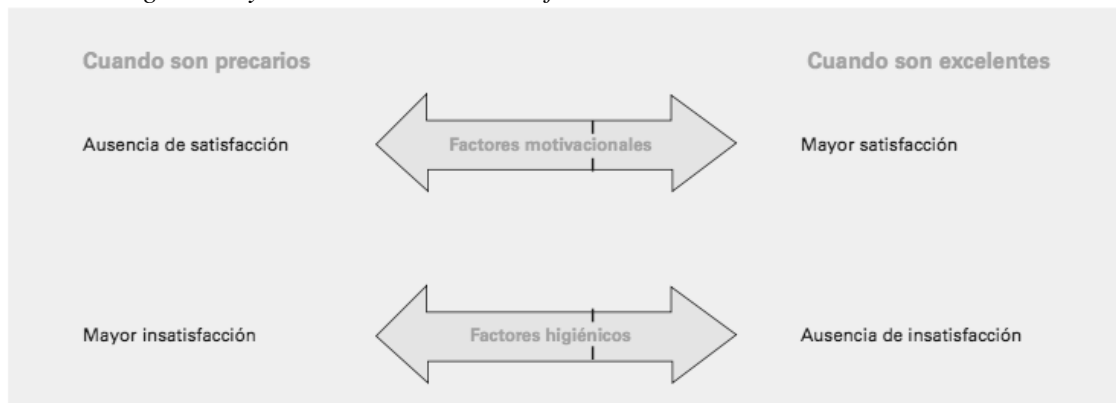 Cuando son precarios
Cuando son excelentes
Ausencia de satisfacción
Factores motivacionales
Mayor satisfacción
Mayor insatisfacción
Factores higiénicos
Ausencia de insatisfacción